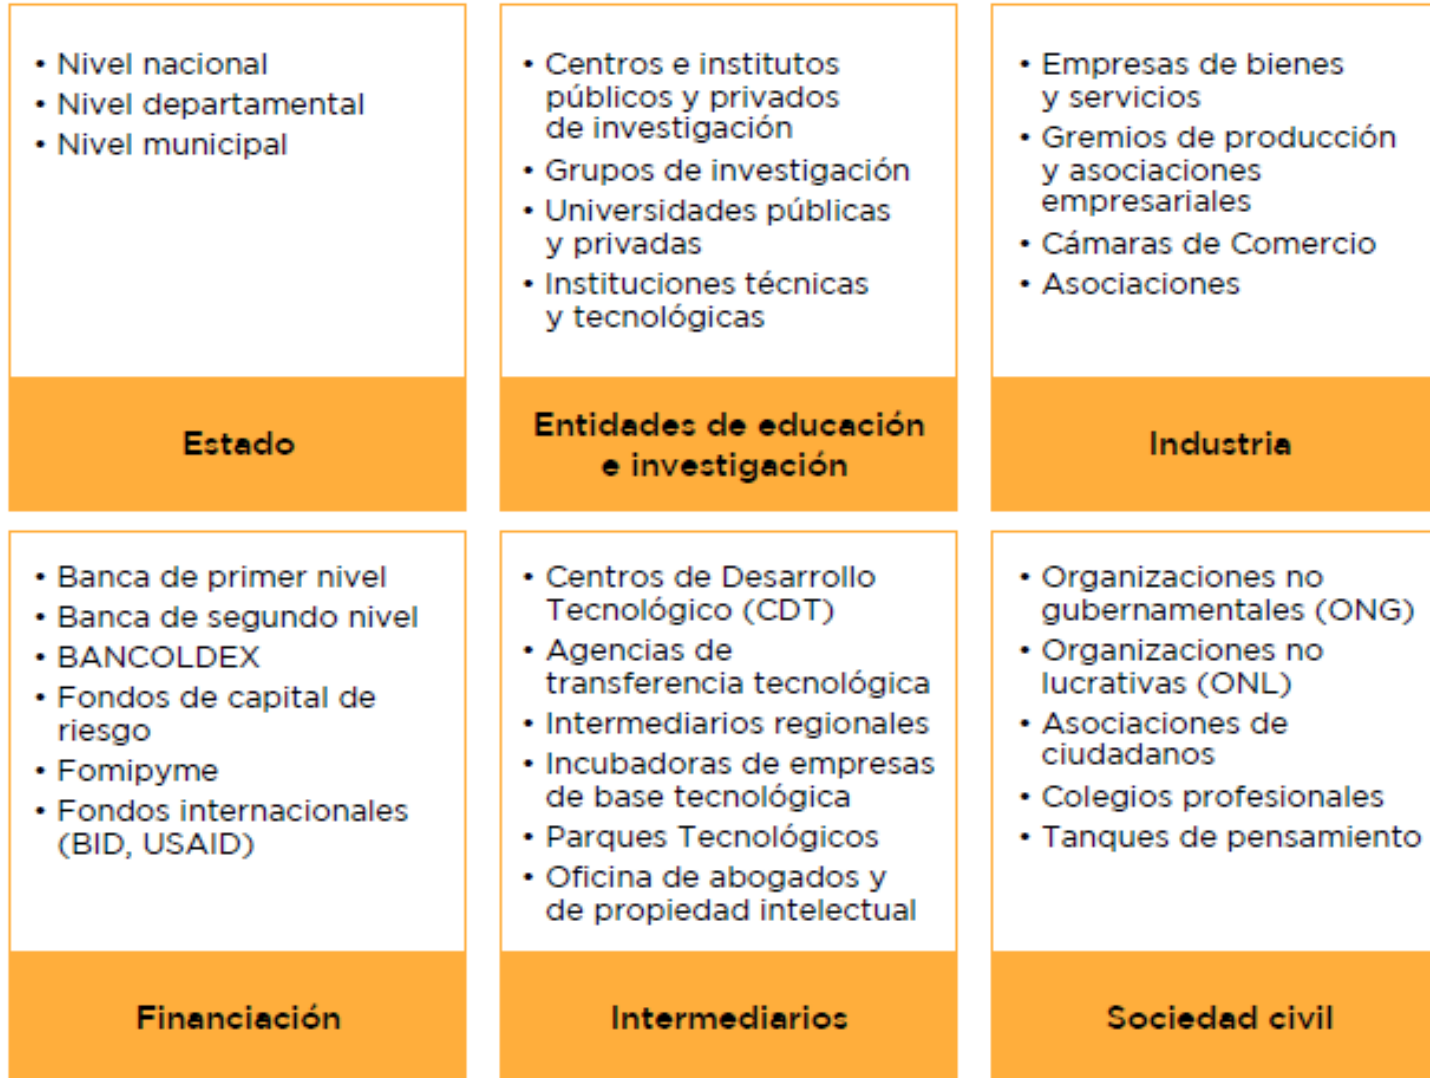 • Nivel nacional
• Nivel departamental
• Nivel municipal
Estado
• Centros e institutos
públicos y privados
de investigación
• Grupos de investigación
• Universidades públicas
y privadas
• Instituciones técnicas
y tecnológicas
Entidades de educación
e investigación
• Empresas de bienes
y servicios
• Gremios de producción
y asociaciones
empresariales
• Cámaras de Comercio
• Asociaciones
Industria
• Banca de primer nivel
• Banca de segundo nivel
• BANCOLDEX
• Fondos de capital de
riesgo
• Fomipyme
• Fondos internacionales
(BID, USAID)
Financiación
• Centros de Desarrollo
Tecnológico (CDT)
• Agencias de
transferencia tecnológica
• Intermediarios regionales
• Incubadoras de empresas
de base tecnológica
• Parques Tecnológicos
• Oficina de abogados y
de propiedad intelectual
Intermediarios
• Organizaciones no
gubernamentales (ONG)
• Organizaciones no
lucrativas (ONL)
• Asociaciones de
ciudadanos
• Colegios profesionales
• Tanques de pensamiento
Sociedad civil